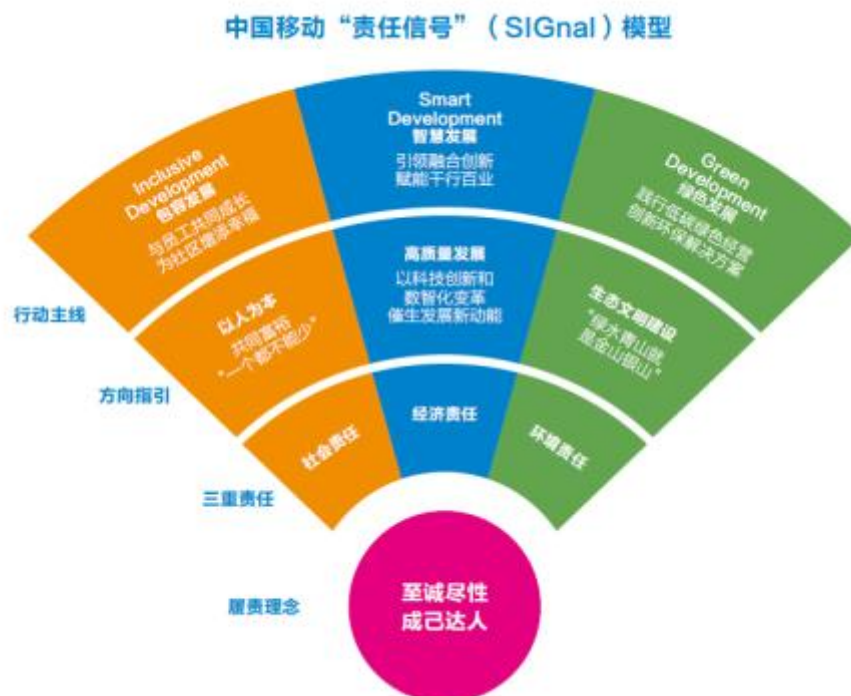 中国移动“责任信号”（SIGnal）模型
Inclusive
Development
包容发展
与员工共同成长
为社区增添幸福
Smart
Development
智慧发展
引领融合创新
赋能千行百业
Green
Development
绿色发展
践行低碳绿色经营
创新环保解决方案
行动主线
以人为本
共同富裕
“一个都不能少”
高质量发展
以科技创新和
数智化变革
催生发展新动能
生态文明建设
“绿水青山就
是金山银山”
方向指引
社会责任
经济责任
环境责任
三重责任
履责理念
至诚尽性
成己达人